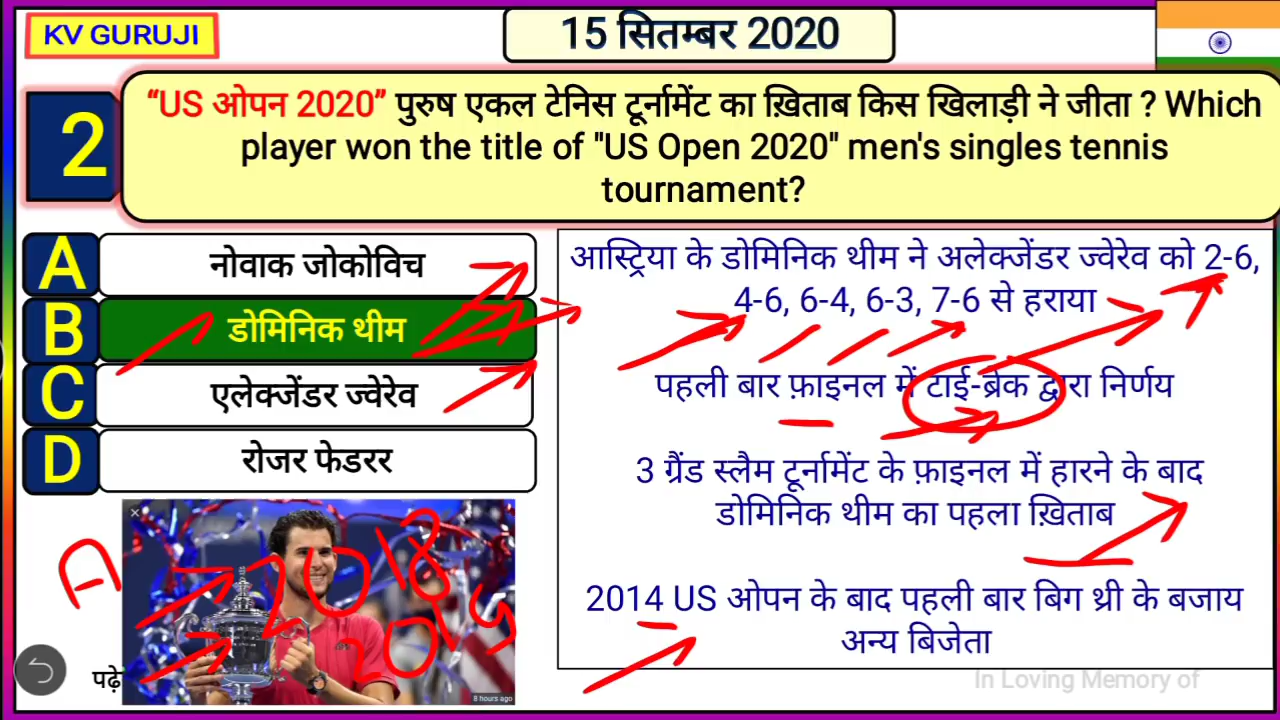 KV GURUJI
15 सितम्बर 2020
2
“US ओपन 2020” पुरुष एकल टेनिस टूर्नामेंट का ख़िताब किस खिलाड़ी ने जीता ? Which
player won the title of "US Open 2020" men's singles tennis
tournament?
A
नोवाक जोकोविच
B
डोमिनिक थीम
C
एलेक्जेंडर ज्वेरेव
D
रोजर फेडरर
आस्ट्रिया के डोमिनिक थीम ने अलेक्जेंडर ज्वेरेव को 2-6,
4-6, 6-4, 6-3, 7-6 से हराया
पहली बार फ़ाइनल में टाई-ब्रेक द्वारा निर्णय
3 ग्रैंड स्लैम टूर्नामेंट के फ़ाइनल में हारने के बाद
डोमिनिक थीम का पहला ख़िताब
2014 US ओपन के बाद पहली बार बिग थ्री के बजाय
अन्य बिजेता
A
2018
2019
8 hours ago
पढ़े
In Loving Memory of